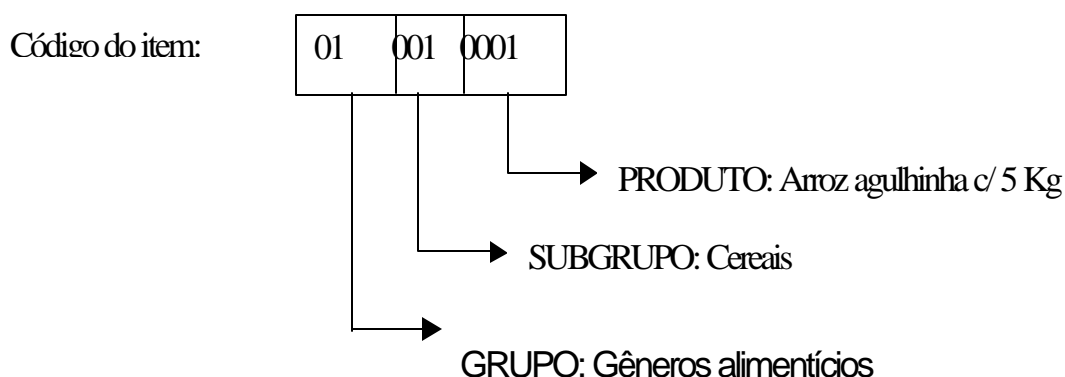 Código do item: 01 001 0001
PRODUTO: Arroz agulhinha c/ 5 Kg
SUBGRUPO: Cereais
GRUPO: Gêneros alimentícios